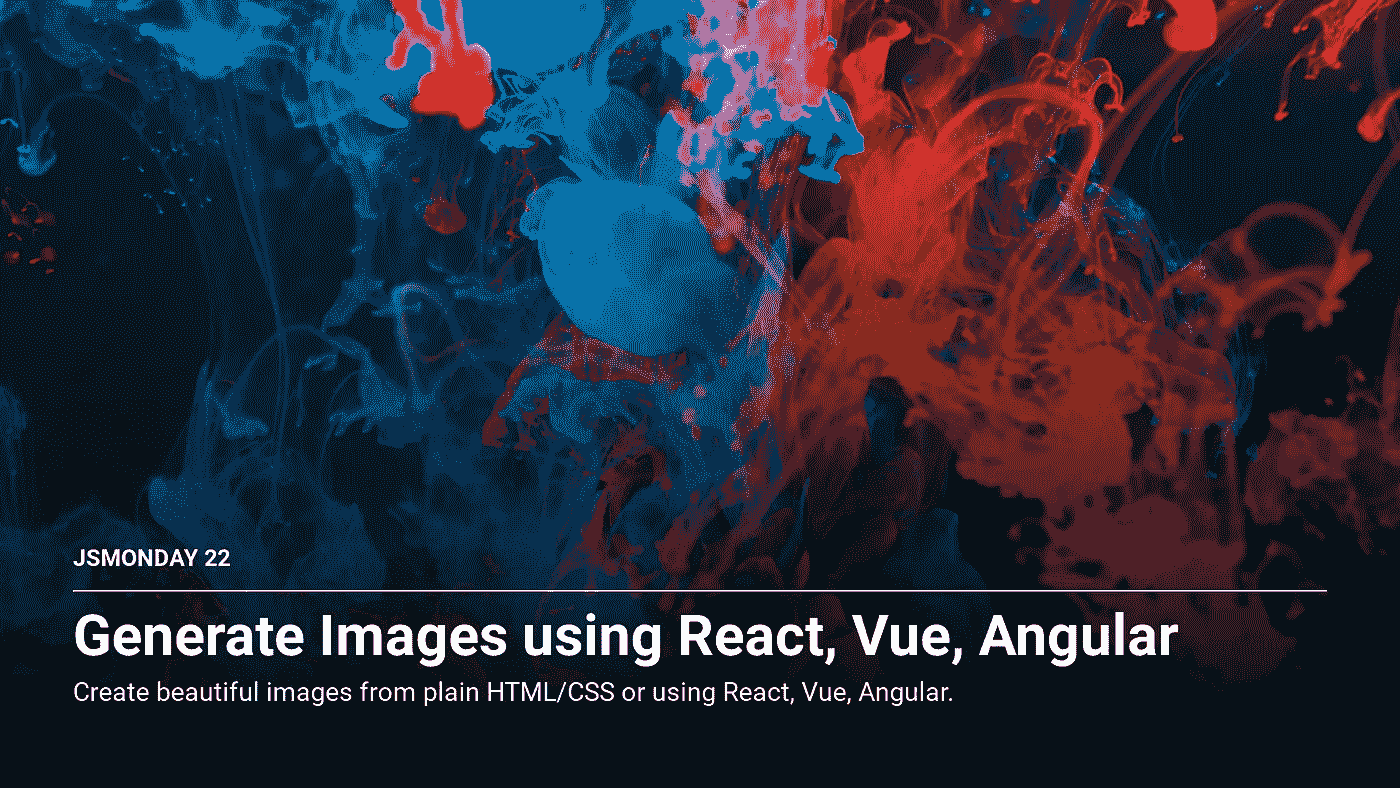 JSMONDAY 22
Generate Images using React, Vue, Angular
Create beautiful images from plain HTML/CSS or using React, Vue, Angular.